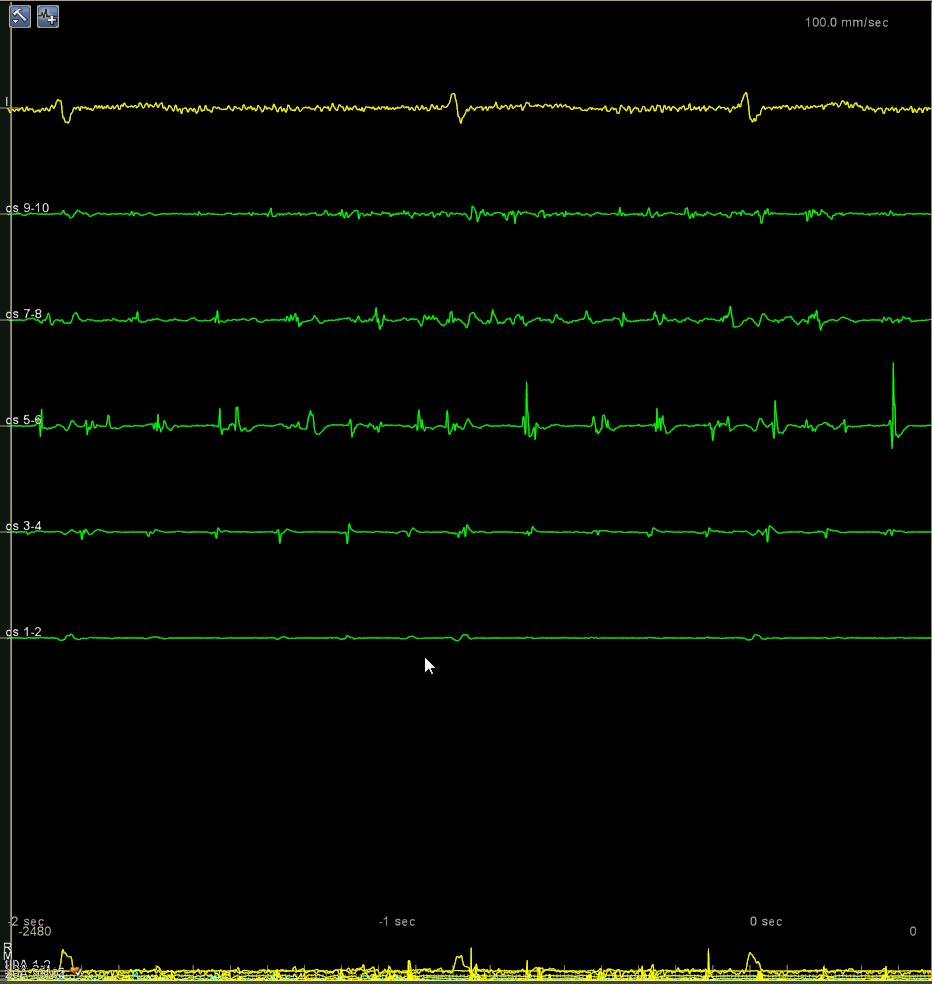 100.0 mm/sec
I
cs 9-10
cs 7-8
cs 5-6
cs 3-4
cs 1-2
-2 sec
-1 sec
0 sec
-2480
0